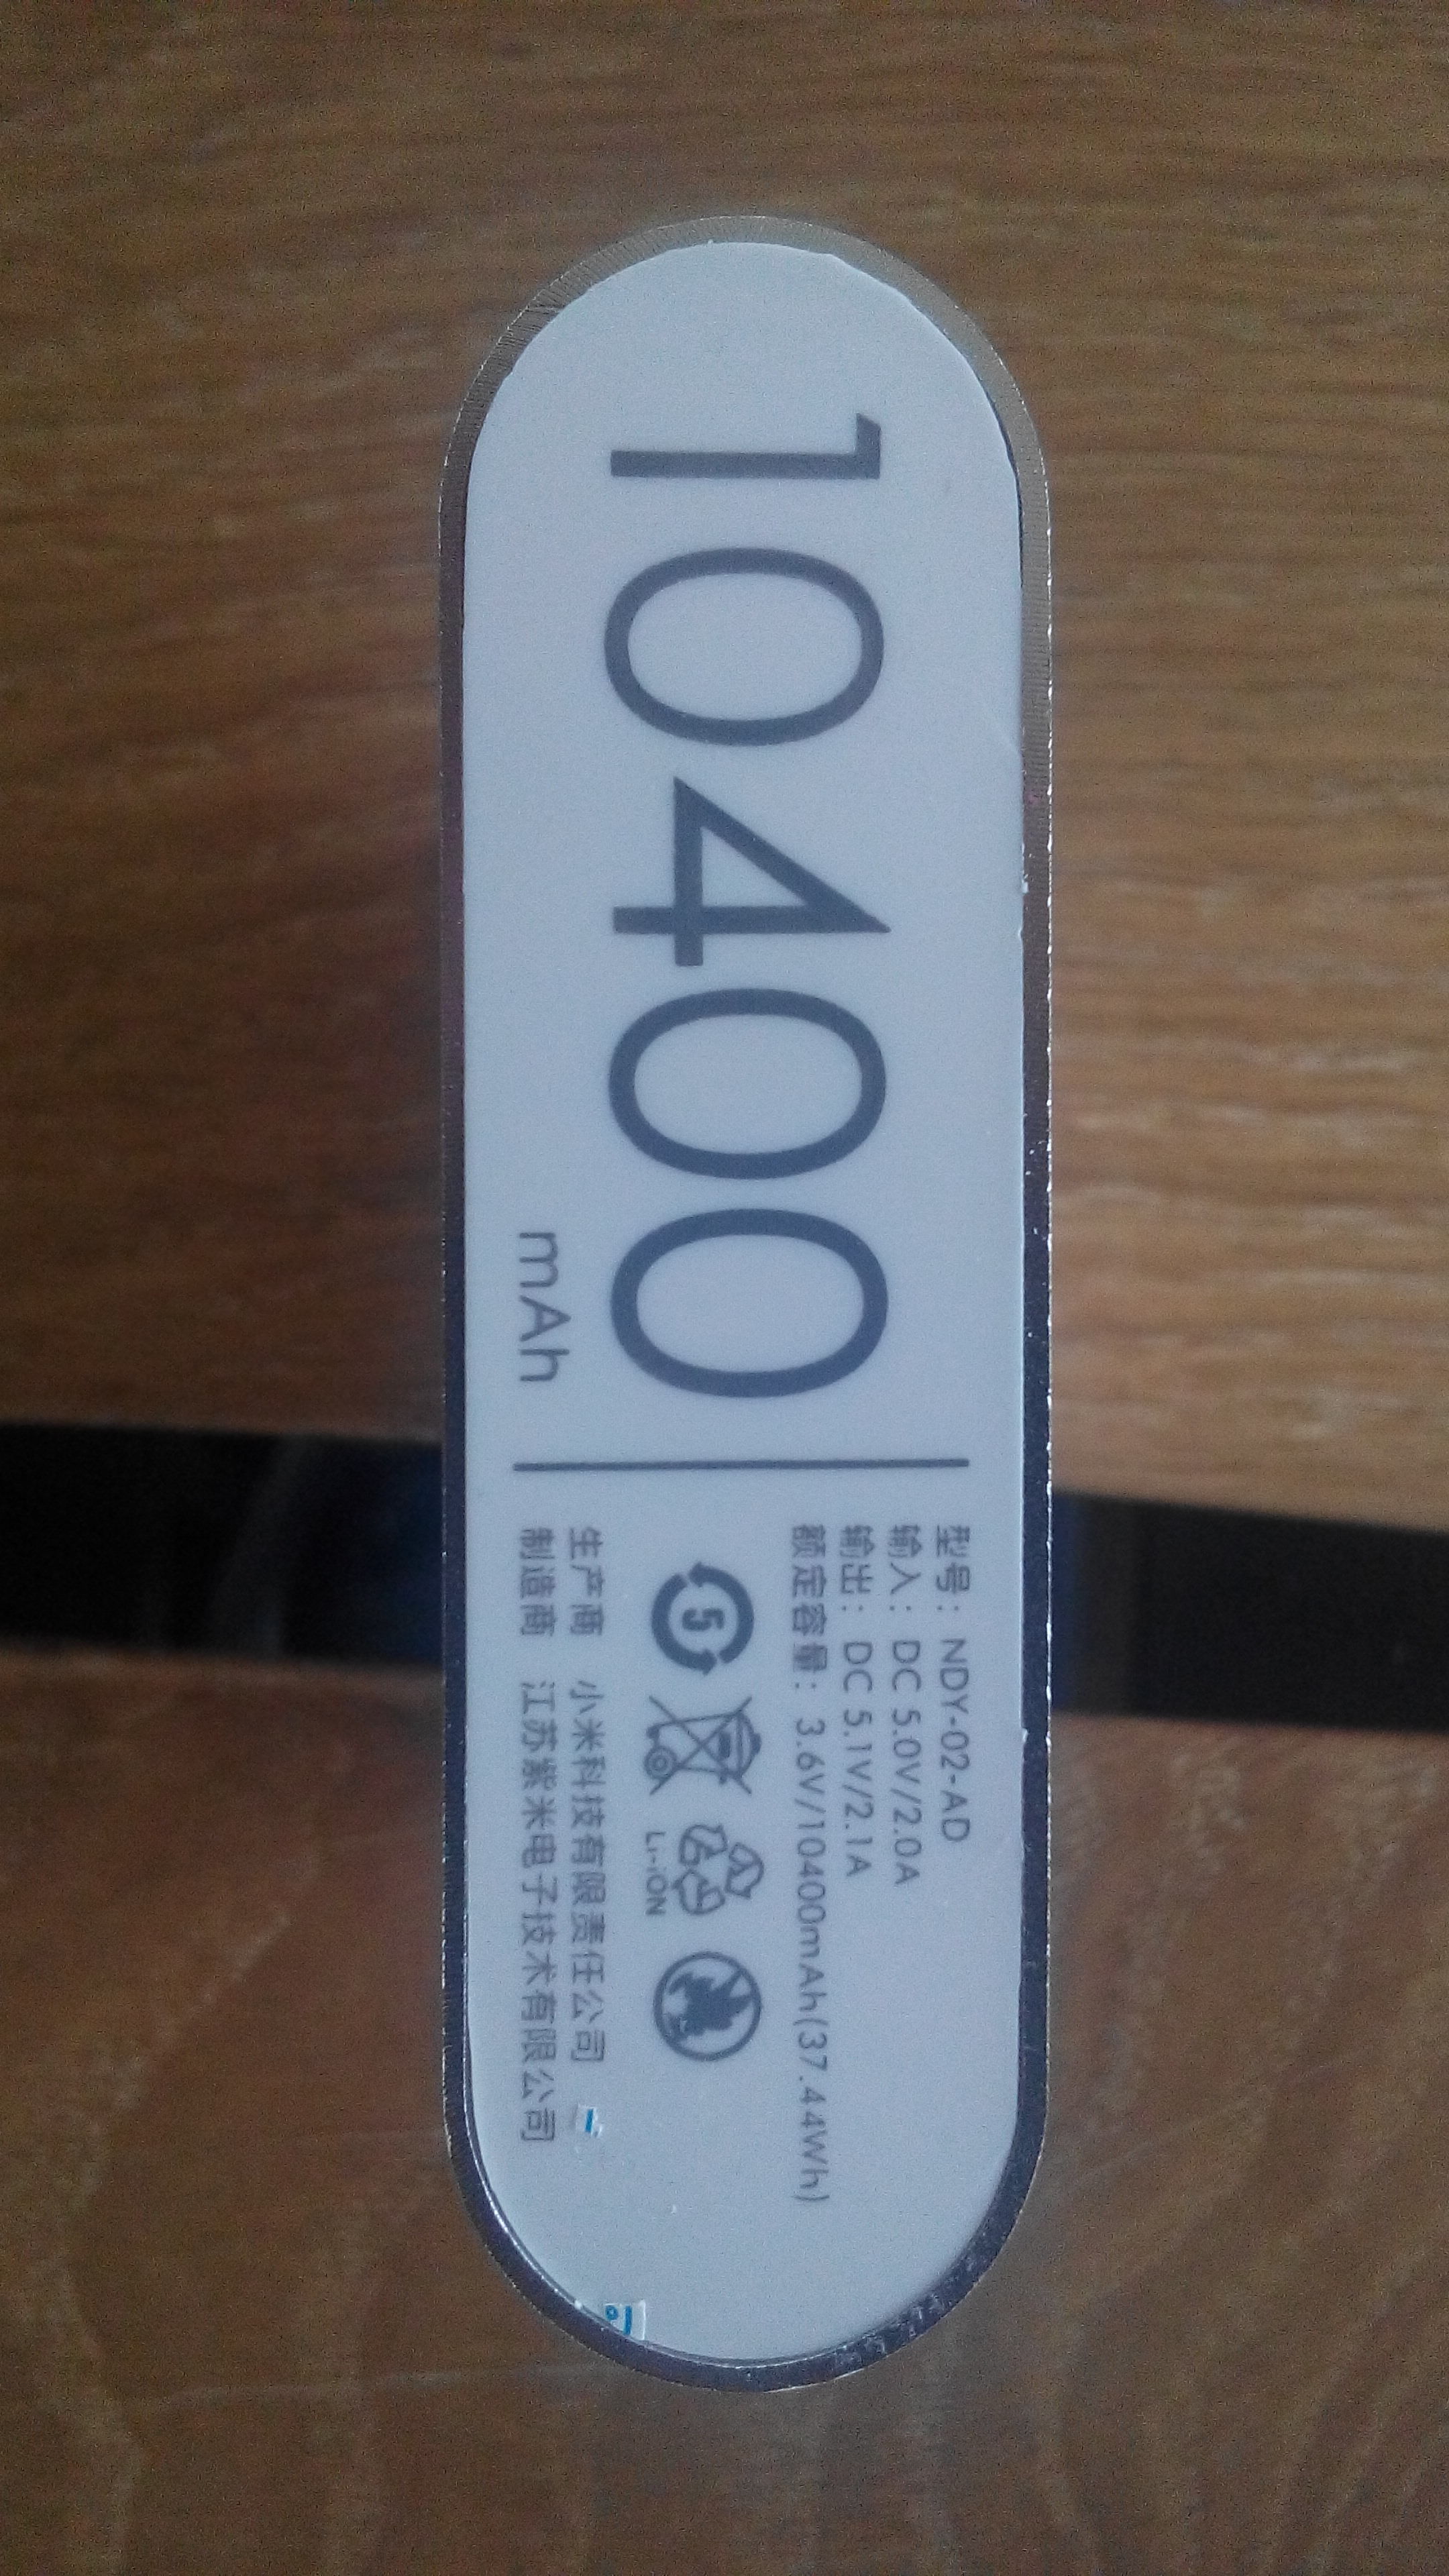 10400
mAh
型号： NDY-02-AD
输入： DC 5.0V/2.0A
输出： DC 5.1V/2.1A
额定容量： 3.6V/10400mAh(37.44Wh)
5
Li-iON
生产商 小米科技有限责任公司
制造商 江苏紫米电子技术有限公司